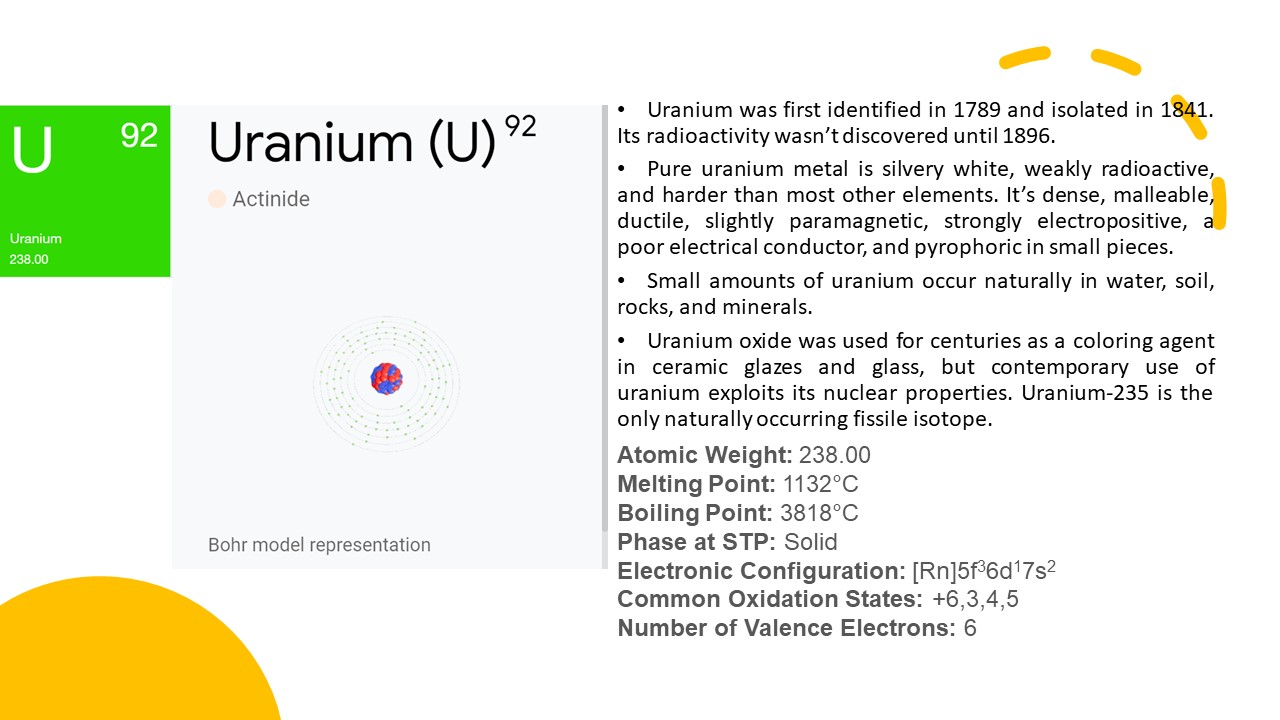 U 92
Uranium
238.00
Uranium (U)⁹²
Actinide
Bohr model representation
• Uranium was first identified in 1789 and isolated in 1841.
Its radioactivity wasn’t discovered until 1896.
• Pure uranium metal is silvery white, weakly radioactive,
and harder than most other elements. It’s dense, malleable,
ductile, slightly paramagnetic, strongly electropositive, a
poor electrical conductor, and pyrophoric in small pieces.
• Small amounts of uranium occur naturally in water, soil,
rocks, and minerals.
• Uranium oxide was used for centuries as a coloring agent
in ceramic glazes and glass, but contemporary use of
uranium exploits its nuclear properties. Uranium-235 is the
only naturally occurring fissile isotope.
Atomic Weight: 238.00
Melting Point: 1132°C
Boiling Point: 3818°C
Phase at STP: Solid
Electronic Configuration: [Rn]5f³6d¹7s²
Common Oxidation States: +6,3,4,5
Number of Valence Electrons: 6